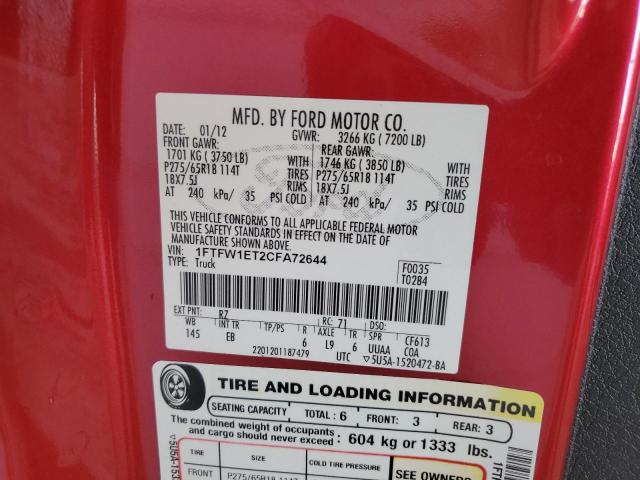 MFD. BY FORD MOTOR CO.
DATE: 01/12 GVWR: 3266 KG ( 7200 LB)
FRONT GAWR: REAR GAWR:
1701 KG ( 3750 LB) WITH 1746 KG ( 3850 LB) WITH
P275/65R18 114T TIRES P275/65R18 114T TIRES
18X7.5J RIMS 18X7.5J RIMS
AT 240 kPa/ 35 PSI COLD AT 240 kPa/ 35 PSI COLD
THIS VEHICLE CONFORMS TO ALL APPLICABLE FEDERAL MOTOR
VEHICLE SAFETY STANDARDS IN EFFECT ON THE DATE OF
MANUFACTURE SHOWN ABOVE.
VIN: 1FTFW1ET2CFA72644
TYPE: Truck
F0035
T0284
EXT PNT: RZ RC: 71 DSO:
WB INT TR TP/PS R AXLE TR SPR CF613
145 EB 6 L9 6 UUAA COA
2201201187479 UTC ▽5U5A-1520472-BA
TIRE AND LOADING INFORMATION
SEATING CAPACITY TOTAL: 6 FRONT: 3 REAR: 3
The combined weight of occupants
and cargo should never exceed: 604 kg or 1333 lbs.
TIRE SIZE COLD TIRE PRESSURE
SEE OWNERS
FRONT P275/65R18 114T